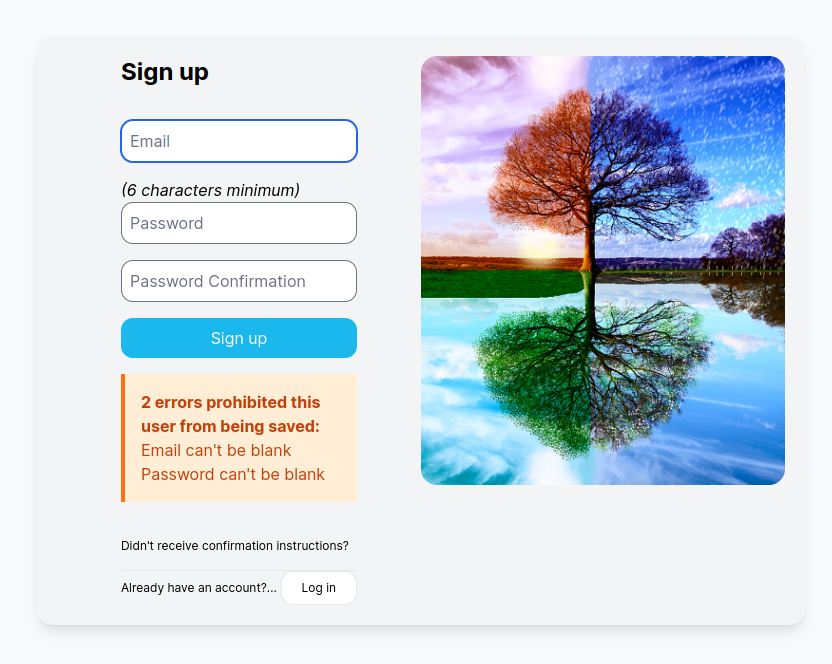 Sign up
Email
(6 characters minimum)
Password
Password Confirmation
Sign up
2 errors prohibited this
user from being saved:
Email can't be blank
Password can't be blank
Didn't receive confirmation instructions?
Already have an account?... Log in